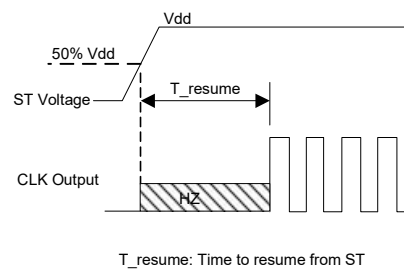 Vdd
50% Vdd
T_resume
ST Voltage
CLK Output
HZ
T_resume: Time to resume from ST